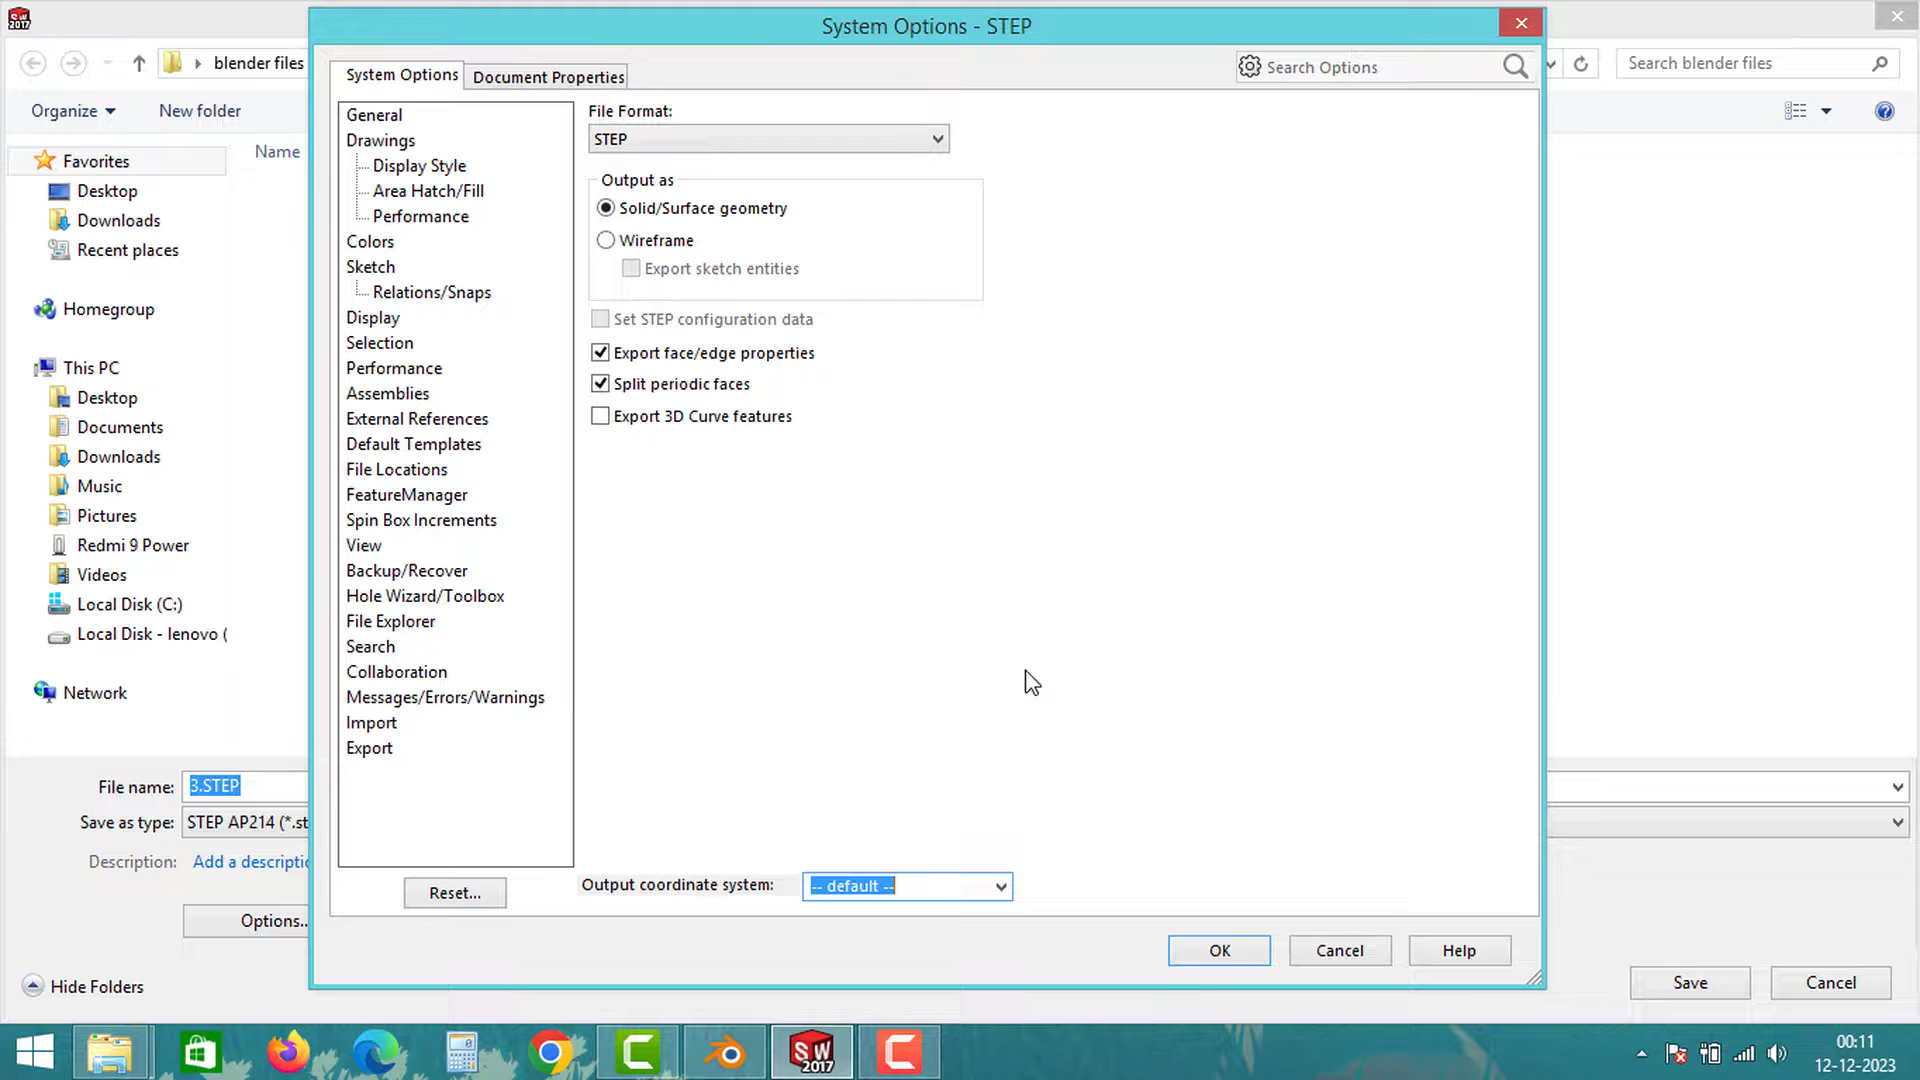 SW
2017
System Options - STEP
blender files
Search blender files
System Options
Document Properties
Search Options
Organize
New folder
Name
Favorites
Desktop
Downloads
Recent places
Homegroup
This PC
Desktop
Documents
Downloads
Music
Pictures
Redmi 9 Power
Videos
Local Disk (C:)
Local Disk - lenovo (
Network
General
Drawings
Display Style
Area Hatch/Fill
Performance
Colors
Sketch
Relations/Snaps
Display
Selection
Performance
Assemblies
External References
Default Templates
File Locations
FeatureManager
Spin Box Increments
View
Backup/Recover
Hole Wizard/Toolbox
File Explorer
Search
Collaboration
Messages/Errors/Warnings
Import
Export
File Format:
STEP
Output as
Solid/Surface geometry
Wireframe
Export sketch entities
Set STEP configuration data
Export face/edge properties
Split periodic faces
Export 3D Curve features
Reset...
Output coordinate system:
-- default --
OK
Cancel
Help
File name:
3.STEP
Save as type:
STEP AP214 (*.st
Description:
Add a descriptio
Options..
Hide Folders
Save
Cancel
SW
2017
00:11
12-12-2023